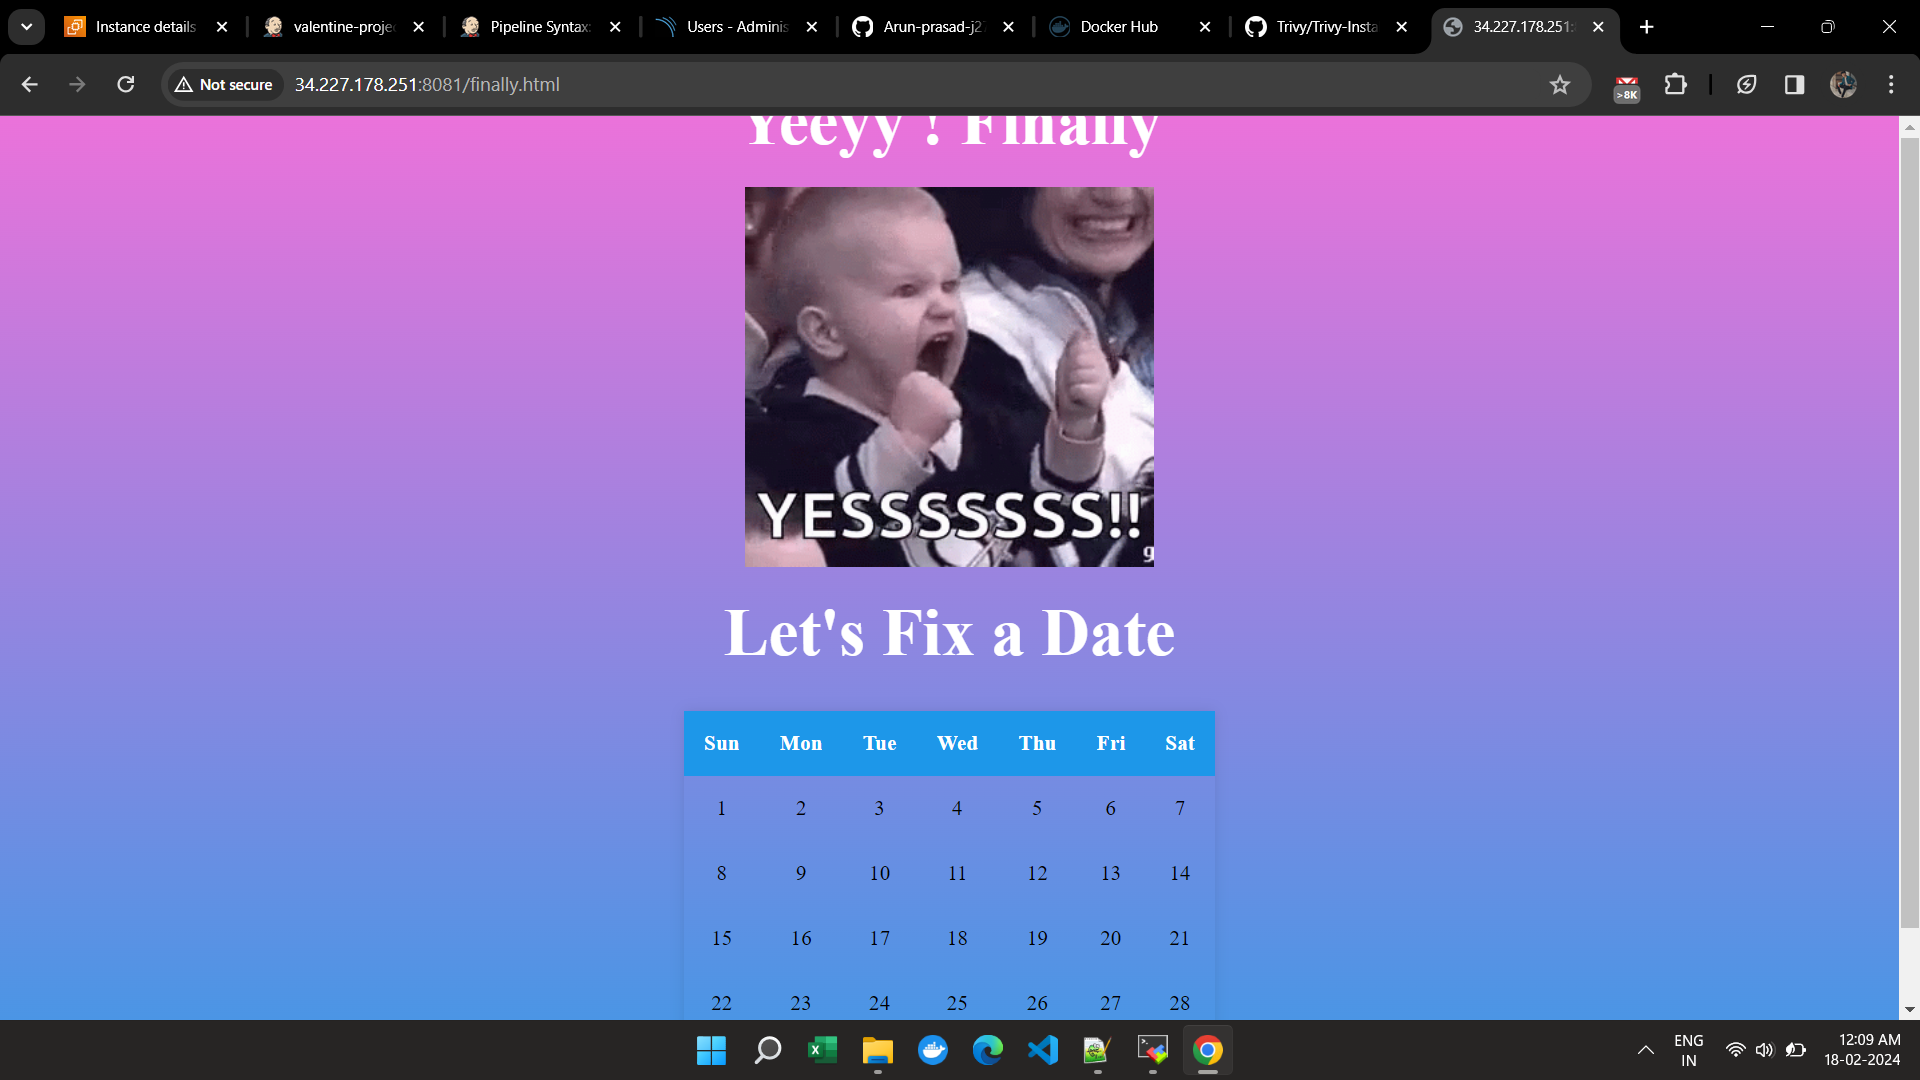 Instance details
valentine-proje
Pipeline Syntax:
Users - Adminis
Arun-prasad-j2
Docker Hub
Trivy/Trivy-Insta
34.227.178.251:
Not secure
34.227.178.251:8081/finally.html
>8K
Yeeyy ! Finally
YESSSSSSS!!
Let's Fix a Date
Sun Mon Tue Wed Thu Fri Sat
1 2 3 4 5 6 7
8 9 10 11 12 13 14
15 16 17 18 19 20 21
22 23 24 25 26 27 28
ENG
IN
12:09 AM
18-02-2024